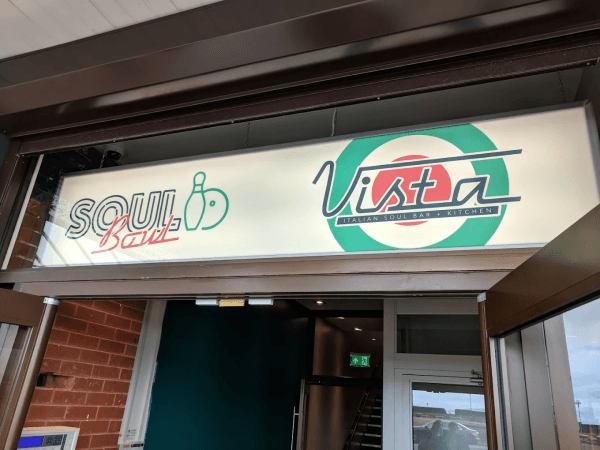 SOUL
Bowl
Vista
ITALIAN SOUL BAR + KITCHEN